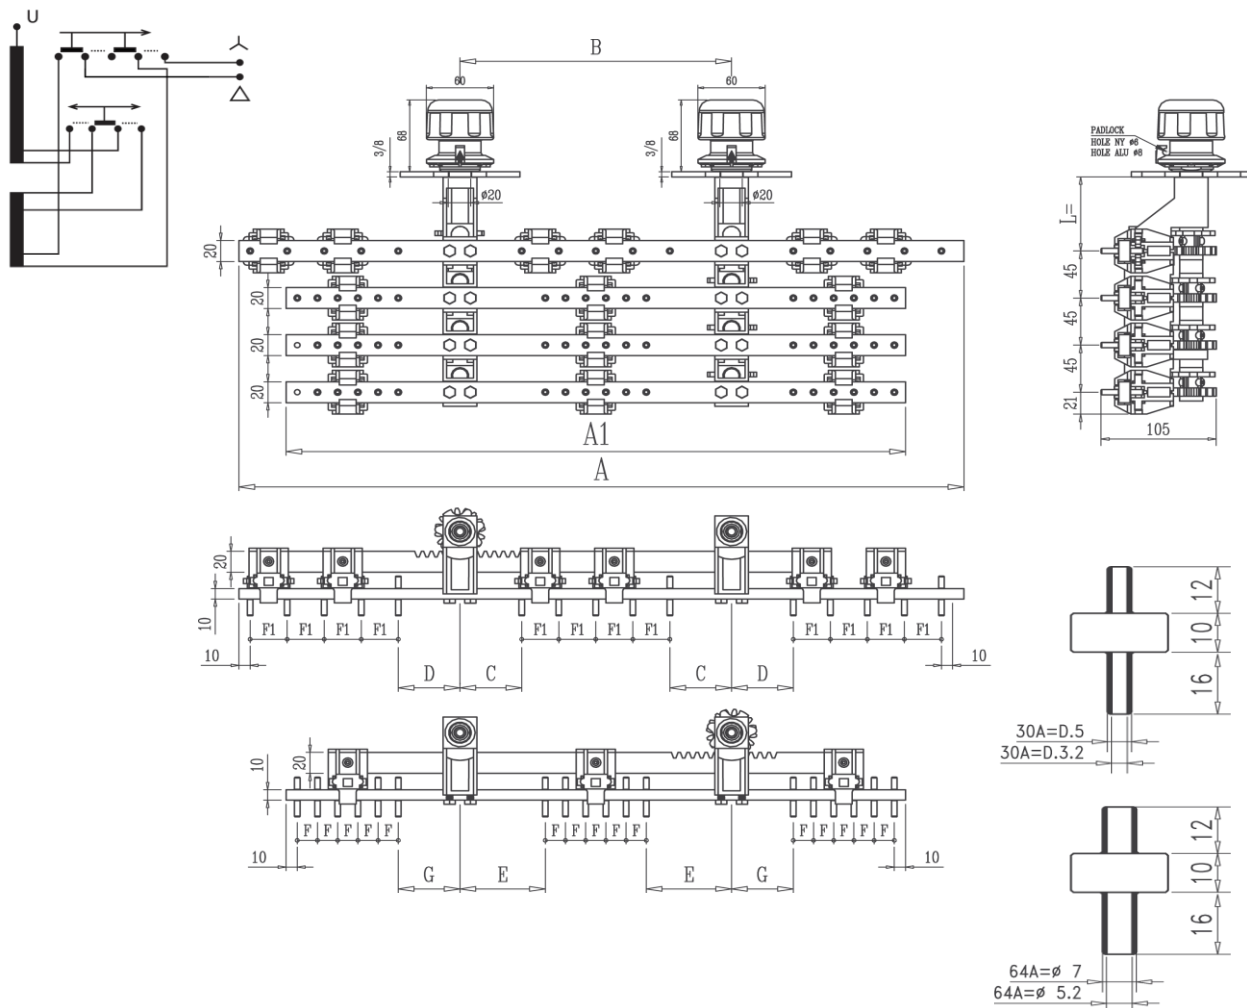 U
B
60
60
68
68
3/8
3/8
ø20
ø20
PADLOCK
HOLE NY ø6
HOLE ALU ø8
L=
20
20
20
20
45
45
45
21
105
A1
A
20
10
F1 F1 F1 F1
F1 F1 F1 F1
F1 F1 F1 F1
10
10
D
C
C
D
12
10
16
30A=D.5
30A=D.3.2
20
10
F F F F F
F F F F F
F F F F F
10
10
G
E
E
G
12
10
16
64A=ø 7
64A=ø 5.2